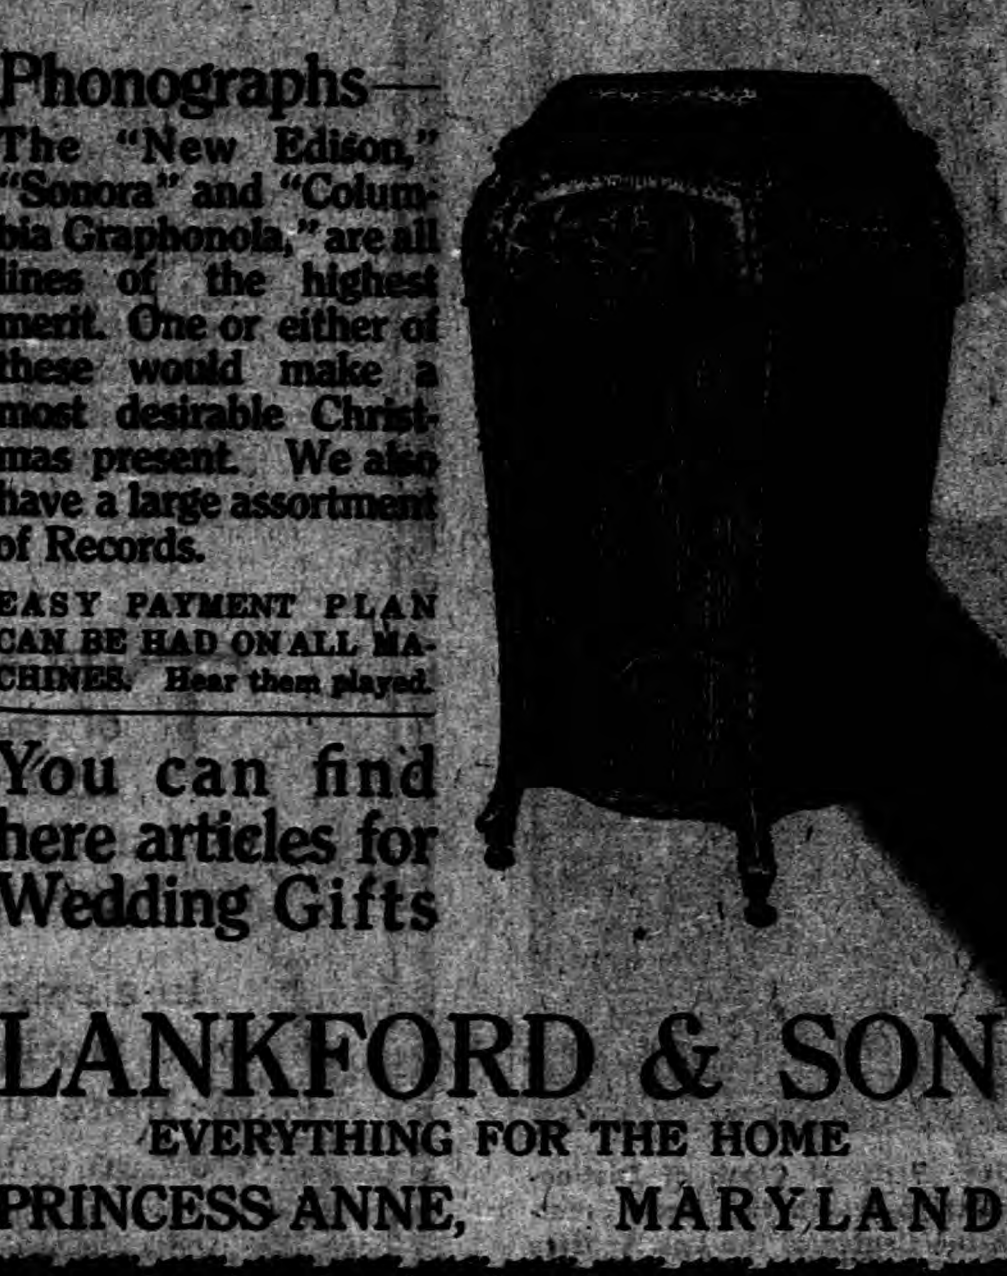 Phonographs—
The "New Edison,"
"Sonora" and "Colum-
bia Graphonola," are all
lines of the highest
merit. One or either of
these would make a
most desirable Christ-
mas present. We also
have a large assortment
of Records.
EASY PAYMENT PLAN
CAN BE HAD ON ALL MA-
CHINES. Hear them played.
You can find
here articles for
Wedding Gifts
LANKFORD & SON
EVERYTHING FOR THE HOME
PRINCESS ANNE, MARYLAND